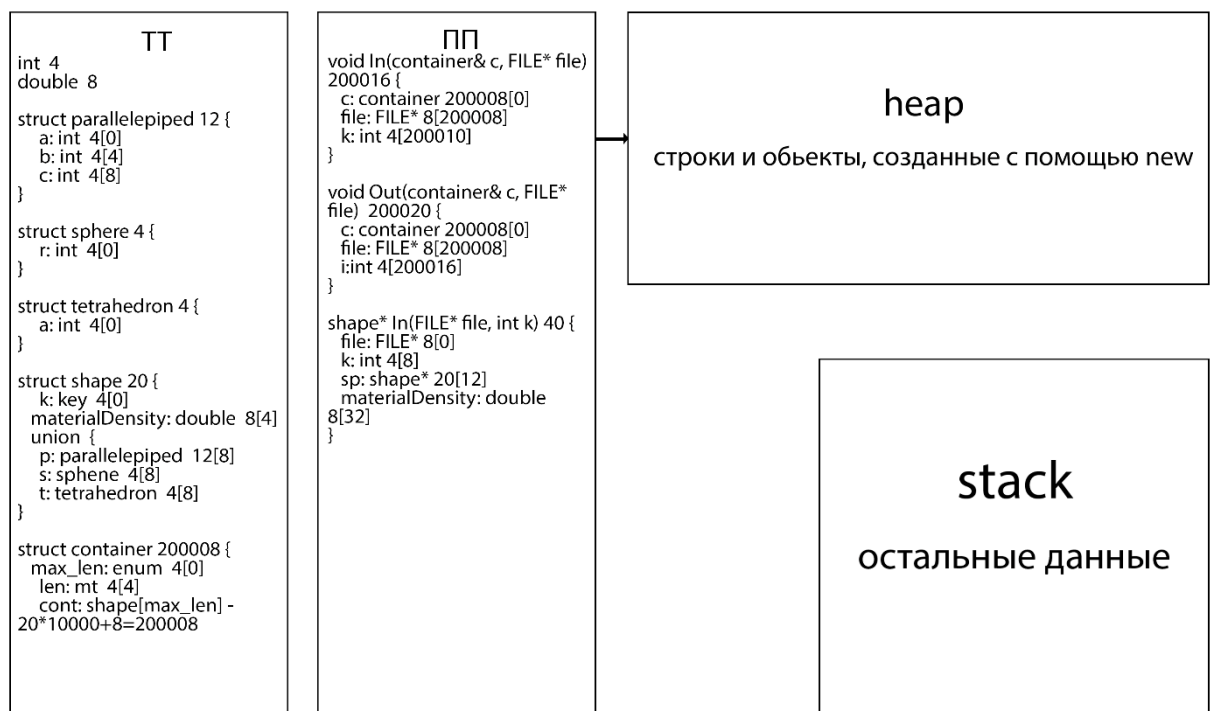 ТТ
int 4
double 8
struct parallelepiped 12 {
a: int 4[0]
b: int 4[4]
c: int 4[8]
}
struct sphere 4 {
r: int 4[0]
}
struct tetrahedron 4 {
a: int 4[0]
}
struct shape 20 {
k: key 4[0]
materialDensity: double 8[4]
union {
p: parallelepiped 12[8]
s: sphene 4[8]
t: tetrahedron 4[8]
}
struct container 200008 {
max_len: enum 4[0]
len: mt 4[4]
cont: shape[max_len] -
20*10000+8=200008
ПП
void In(container& c, FILE* file)
200016 {
c: container 200008[0]
file: FILE* 8[200008]
k: int 4[200010]
}
void Out(container& c, FILE*
file) 200020 {
c: container 200008[0]
file: FILE* 8[200008]
i:int 4[200016]
}
shape* In(FILE* file, int k) 40 {
file: FILE* 8[0]
k: int 4[8]
sp: shape* 20[12]
materialDensity: double
8[32]
}
heap
строки и обьекты, созданные с помощью new
stack
остальные данные